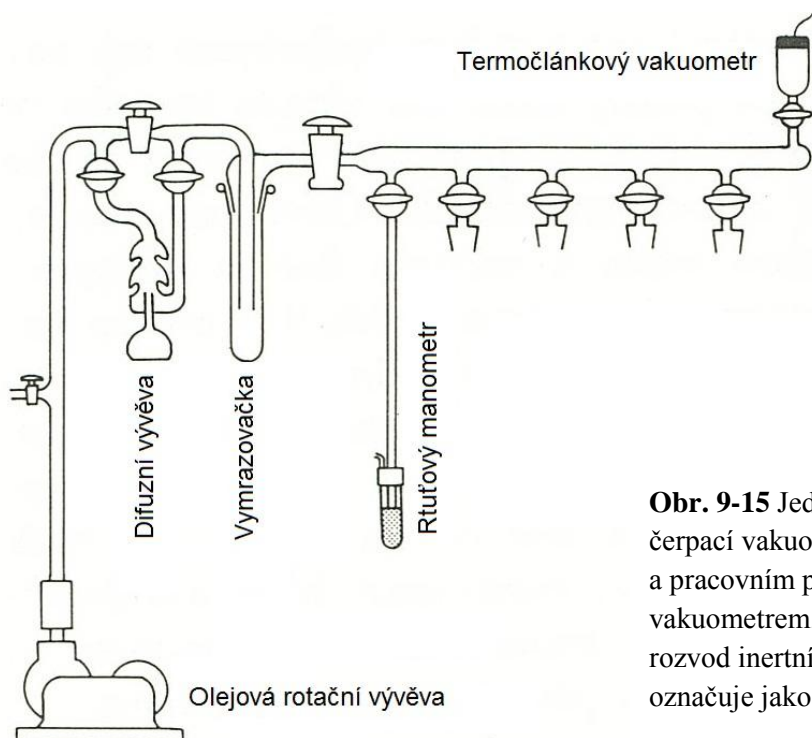 Termočlánkový vakuometr
Difuzní vývěva
Vymrazovačka
Rtuťový manometr
Obr. 9-15 Jed
čerpací vakuo
a pracovním p
vakuometrem
rozvod inertní
označuje jako
Olejová rotační vývěva